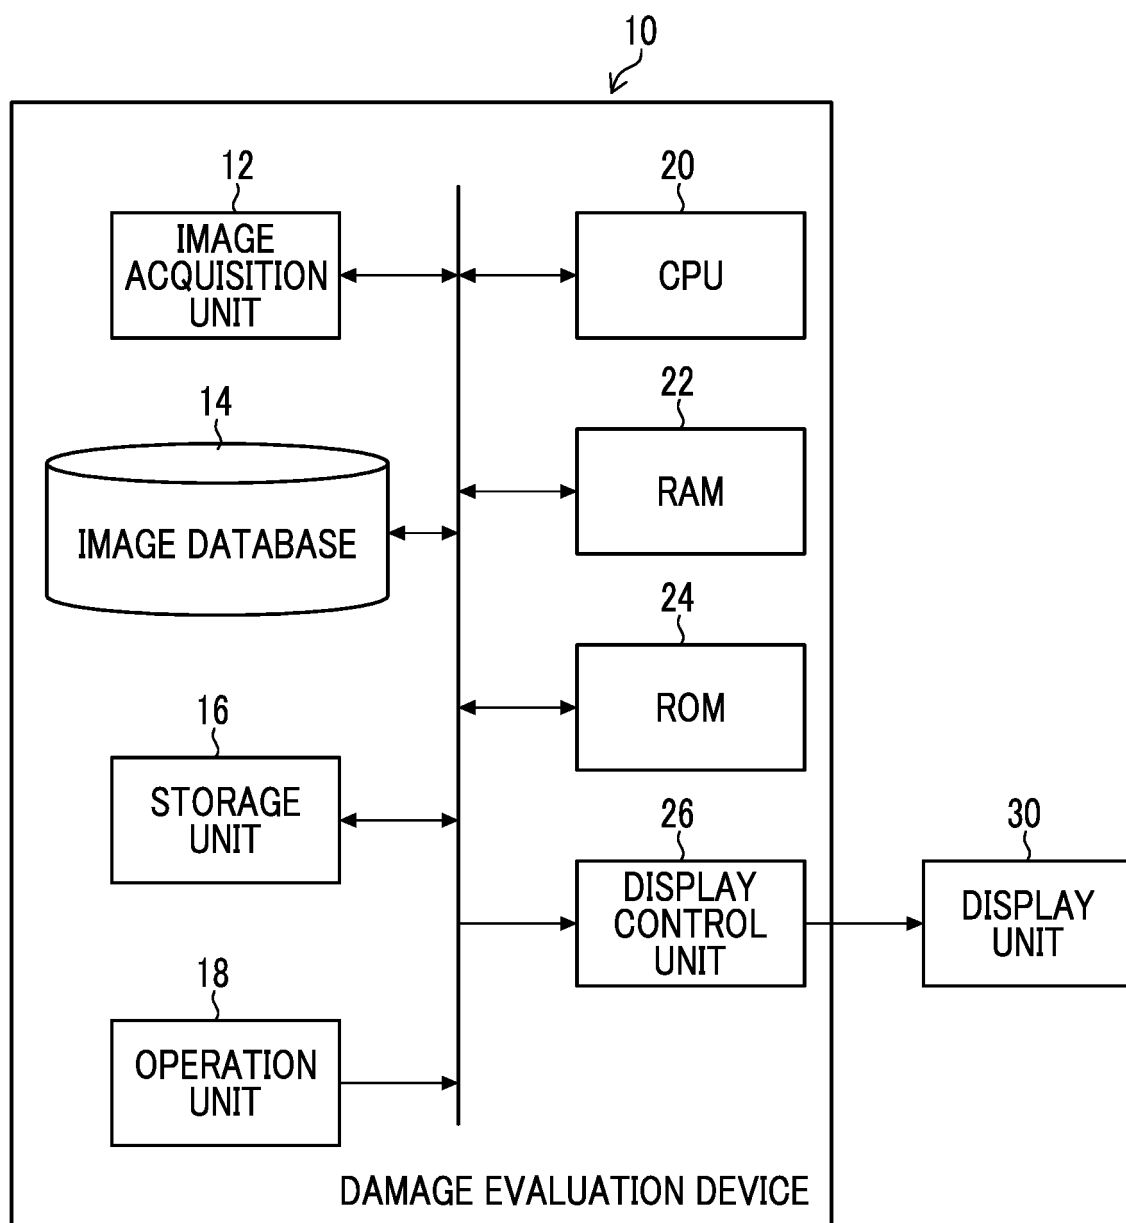 10
12
IMAGE
ACQUISITION
UNIT
20
CPU
14
IMAGE DATABASE
22
RAM
24
ROM
16
STORAGE
UNIT
26
DISPLAY
CONTROL
UNIT
30
DISPLAY
UNIT
18
OPERATION
UNIT
DAMAGE EVALUATION DEVICE